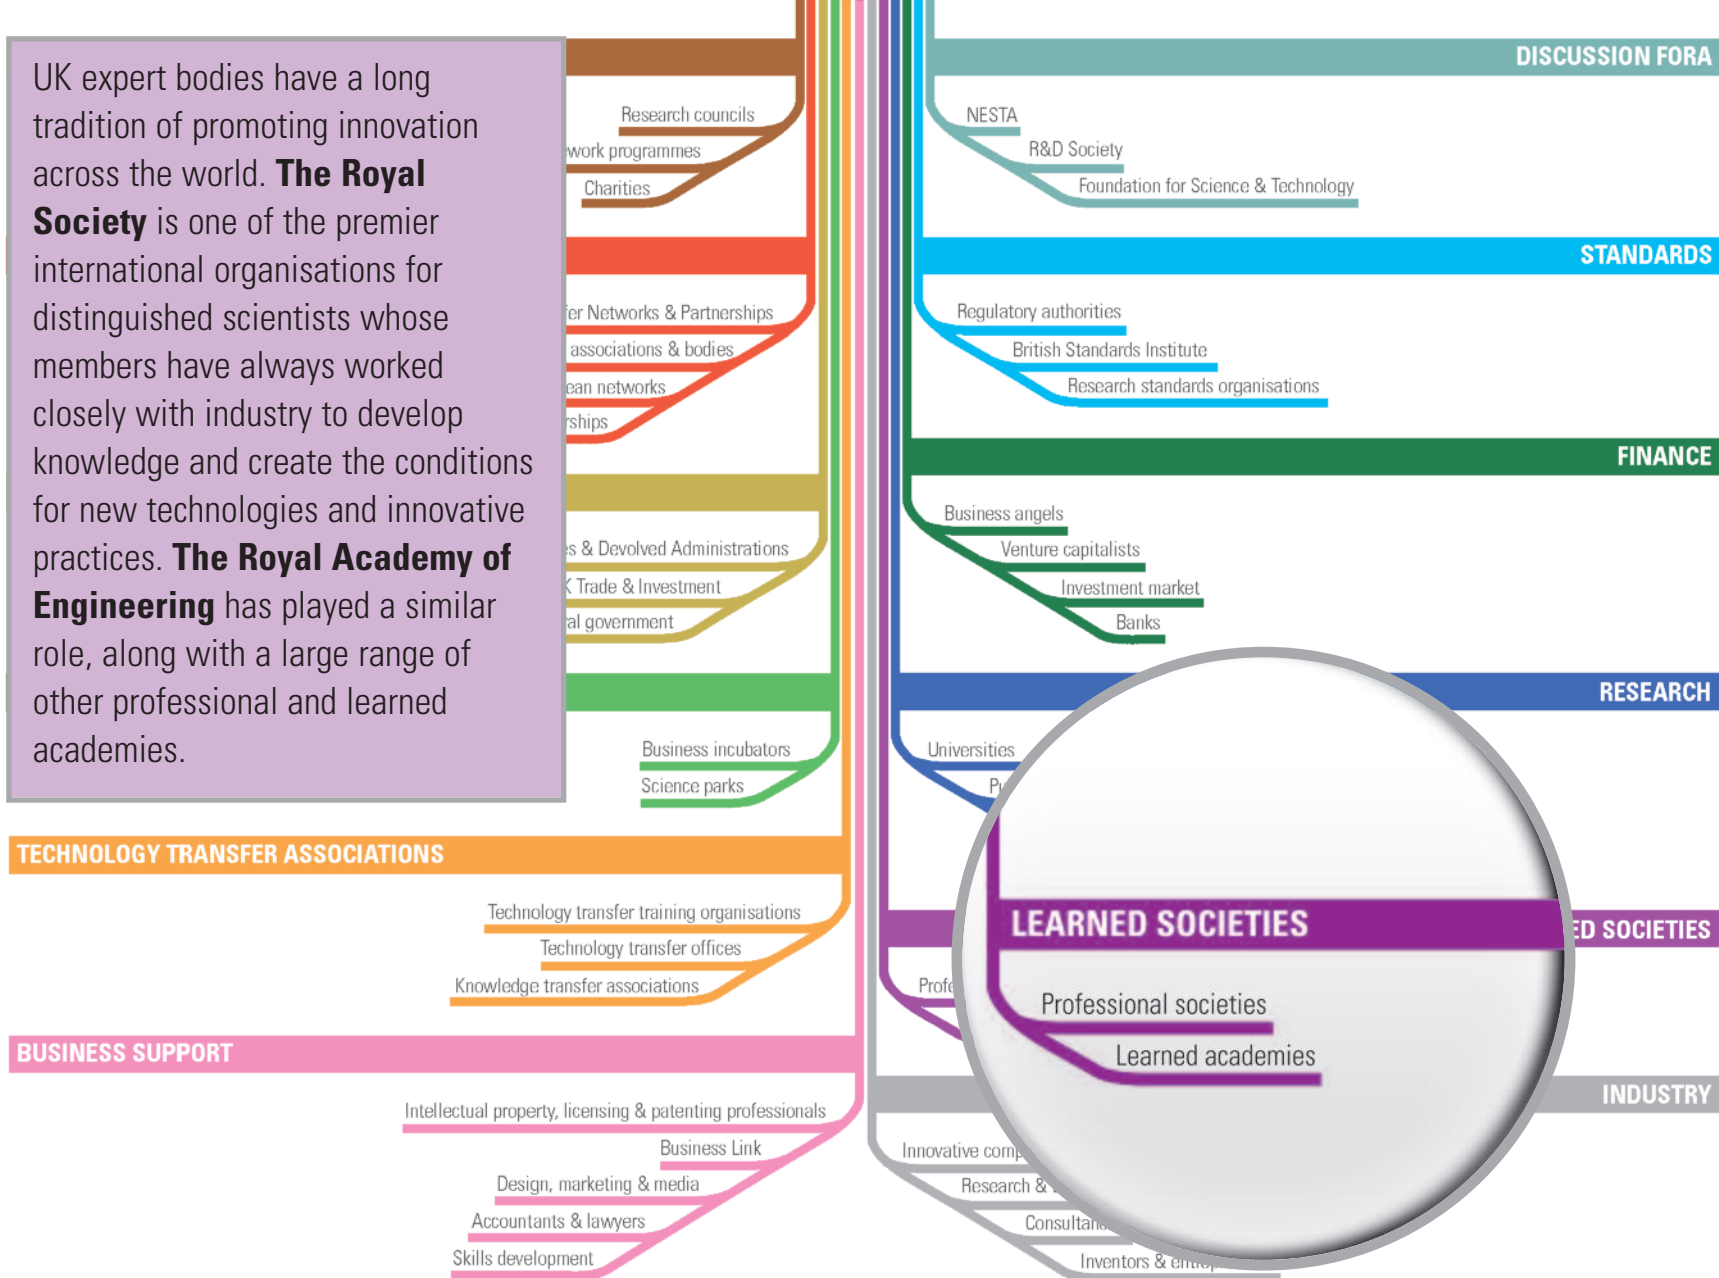 UK expert bodies have a long
tradition of promoting innovation
across the world. The Royal
Society is one of the premier
international organisations for
distinguished scientists whose
members have always worked
closely with industry to develop
knowledge and create the conditions
for new technologies and innovative
practices. The Royal Academy of
Engineering has played a similar
role, along with a large range of
other professional and learned
academies.
Research councils
work programmes
Charities
Networks & Partnerships
associations & bodies
networks
& Devolved Administrations
Trade & Investment
government
Business incubators
Science parks
TECHNOLOGY TRANSFER ASSOCIATIONS
Technology transfer training organisations
Technology transfer offices
Knowledge transfer associations
BUSINESS SUPPORT
Intellectual property, licensing & patenting professionals
Business Link
Design, marketing & media
Accountants & lawyers
Skills development
DISCUSSION FORA
NESTA
R&D Society
Foundation for Science & Technology
STANDARDS
Regulatory authorities
British Standards Institute
Research standards organisations
FINANCE
Business angels
Venture capitalists
Investment market
Banks
RESEARCH
Universities
LEARNED SOCIETIES
SOCIETIES
Professional societies
Learned academies
INDUSTRY
Innovative
Research &
Inventors &